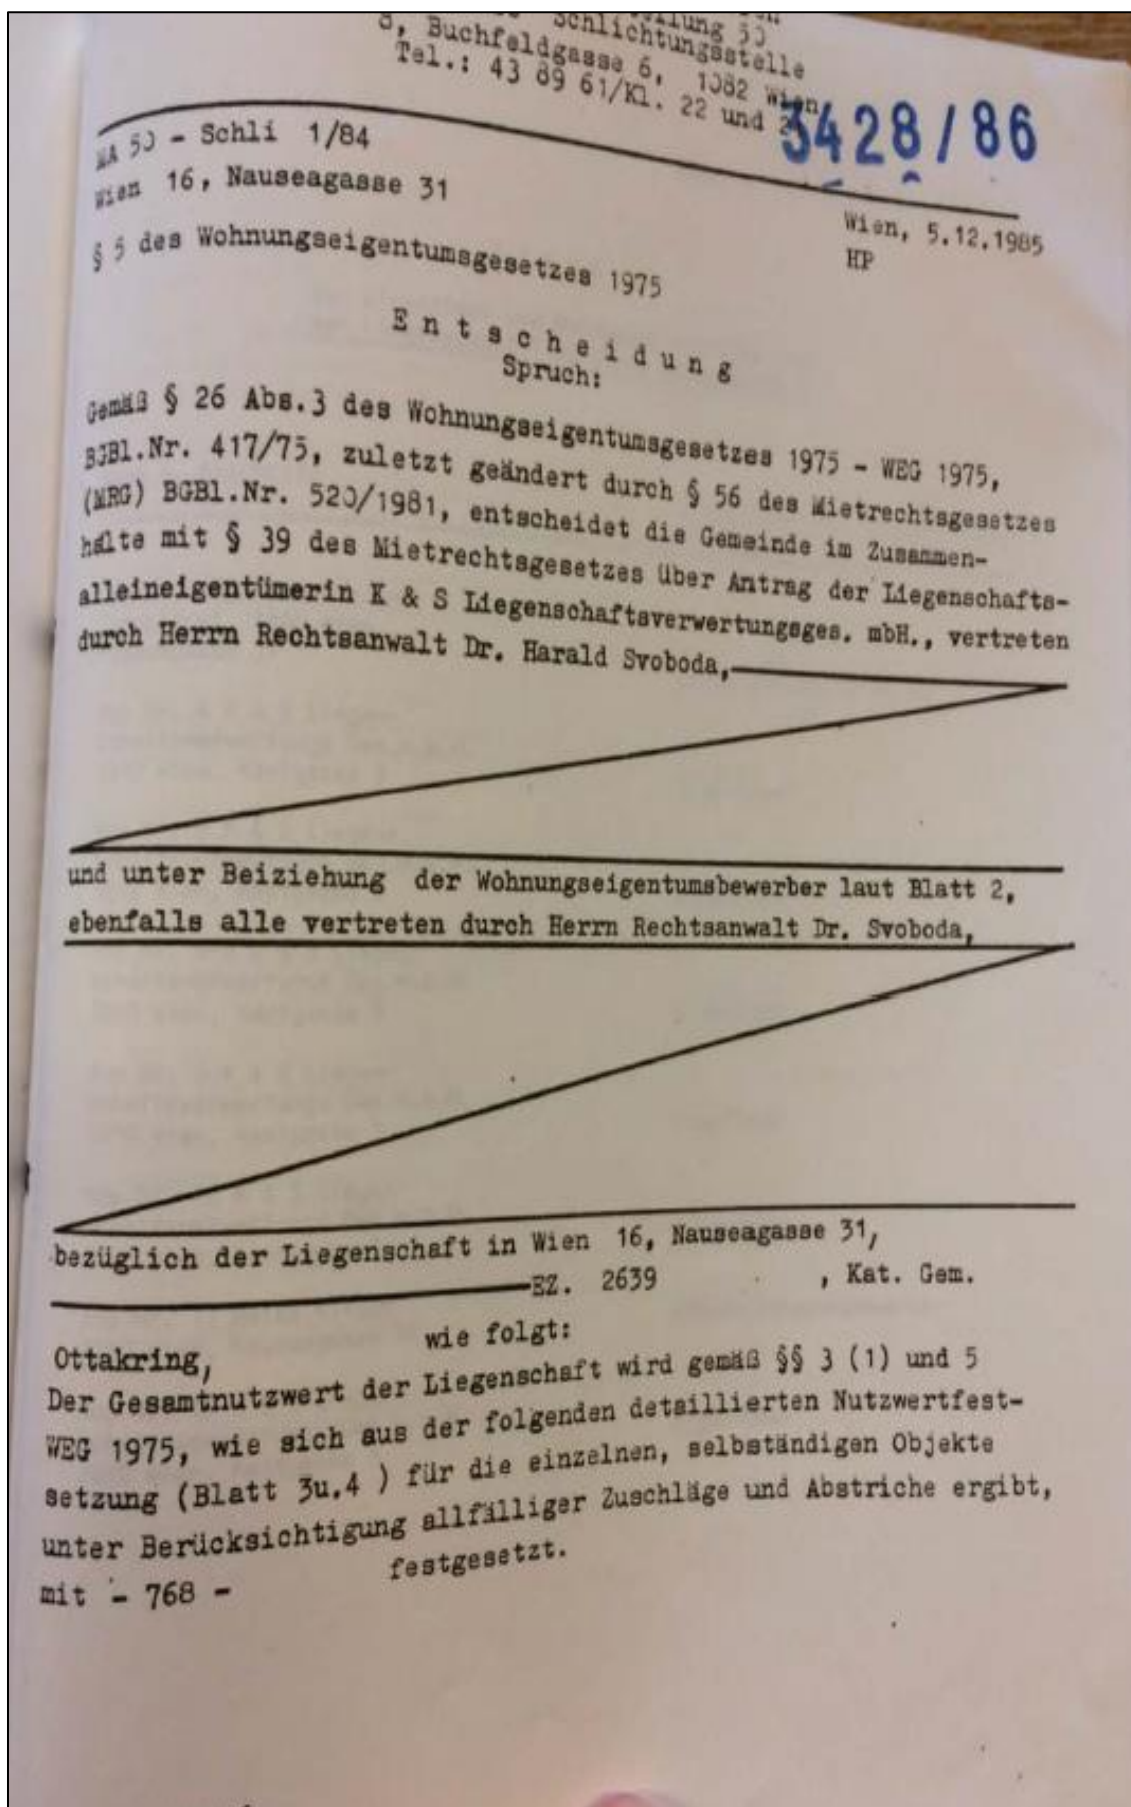 Schlichtungsstelle
8, Buchfeldgasse 6, 1082 Wien
Tel.: 43 89 61/Kl. 22 und
3428/86
MA 50 - Schli 1/84
Wien 16, Nauseagasse 31
Wien, 5.12.1985
HP
§ 5 des Wohnungseigentumsgesetzes 1975
Entscheidung
Spruch:
Gemäß § 26 Abs.3 des Wohnungseigentumsgesetzes 1975 - WEG 1975,
BGBl.Nr. 417/75, zuletzt geändert durch § 56 des Mietrechtsgesetzes
(MRG) BGBl.Nr. 520/1981, entscheidet die Gemeinde im Zusammen-
halte mit § 39 des Mietrechtsgesetzes über Antrag der Liegenschafts-
alleineigentümerin K & S Liegenschaftsverwertungsges. mbH., vertreten
durch Herrn Rechtsanwalt Dr. Harald Svoboda,
und unter Beiziehung der Wohnungseigentumsbewerber laut Blatt 2,
ebenfalls alle vertreten durch Herrn Rechtsanwalt Dr. Svoboda,
bezüglich der Liegenschaft in Wien 16, Nauseagasse 31,
EZ. 2639 , Kat. Gem.
Ottakring, wie folgt:
Der Gesamtnutzwert der Liegenschaft wird gemäß §§ 3 (1) und 5
WEG 1975, wie sich aus der folgenden detaillierten Nutzwertfest-
setzung (Blatt 3u.4 ) für die einzelnen, selbständigen Objekte
unter Berücksichtigung allfälliger Zuschläge und Abstriche ergibt,
mit - 768 - festgesetzt.